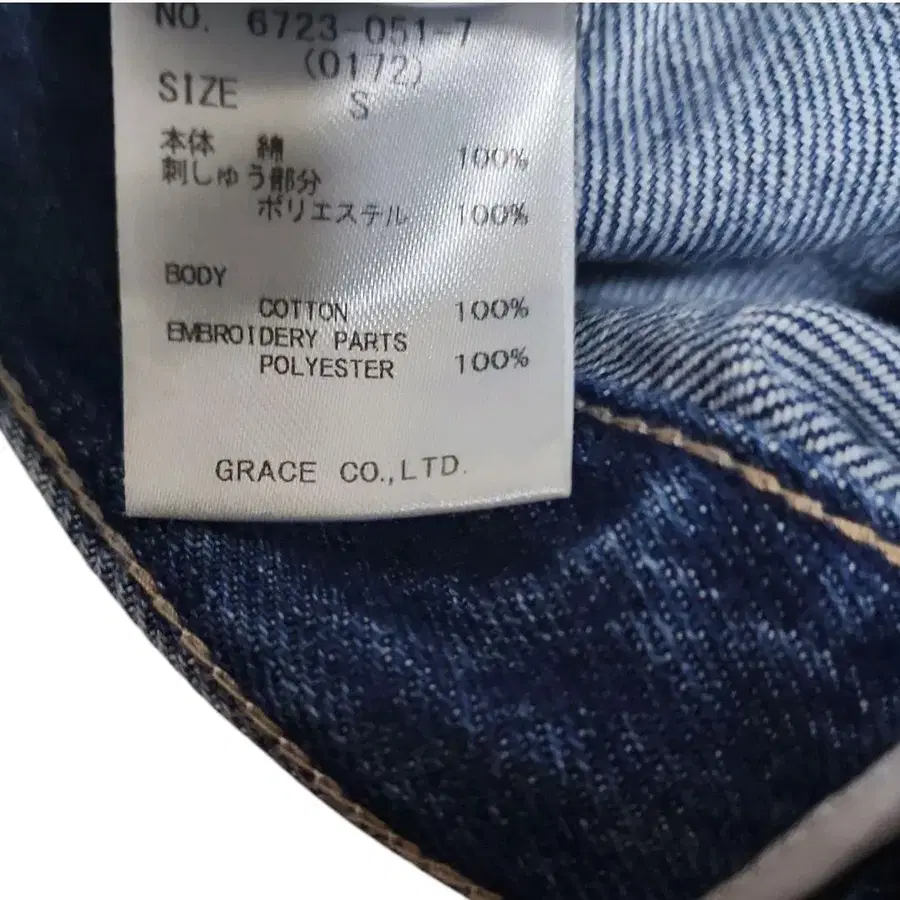 NO. 6723-051-7
(0172)
SIZE S
本体 綿 100%
刺しゅう部分
ポリエステル 100%
BODY
COTTON 100%
EMBROIDERY PARTS
POLYESTER 100%
GRACE CO.,LTD.